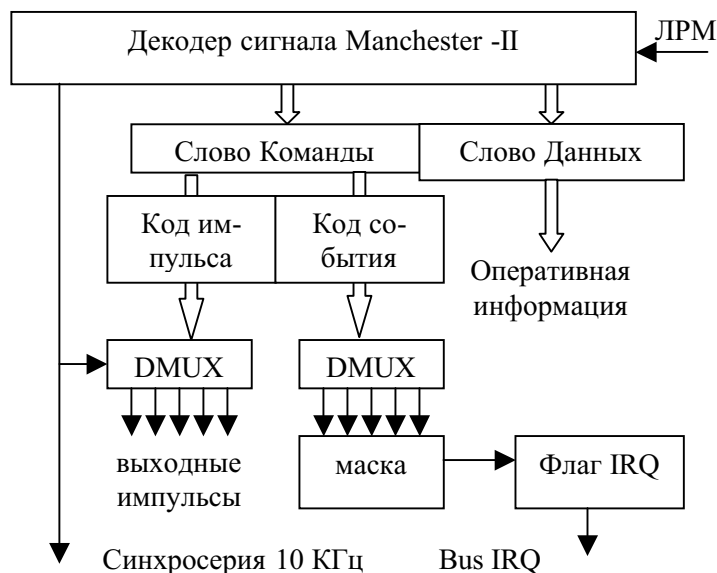 Декодер сигнала Manchester -II
ЛРМ
Слово Команды
Слово Данных
Код им-
пульса
Код со-
бытия
Оперативная
информация
DMUX
DMUX
выходные
импульсы
маска
Флаг IRQ
Синхросерия 10 КГц
Bus IRQ